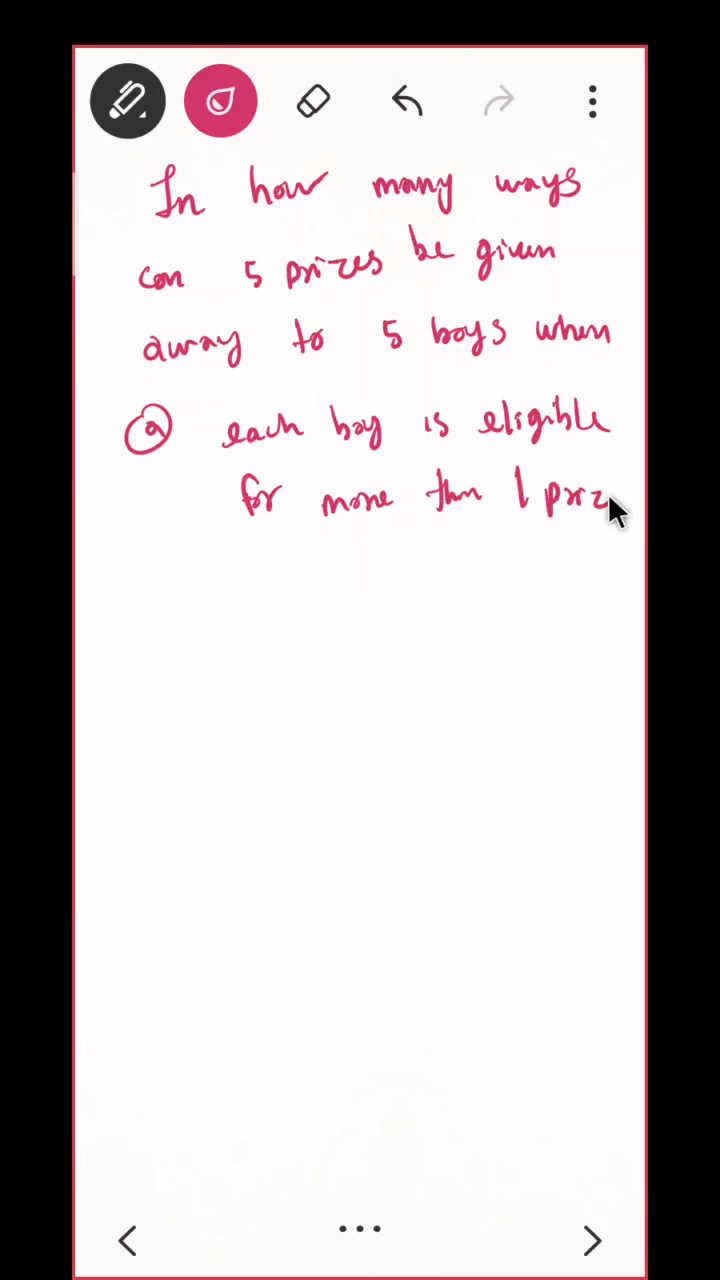 In how many ways
can 5 prizes be given
away to 5 boys when
(a) each boy is eligible
for more than 1 priz